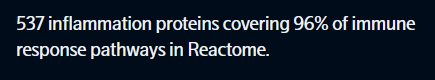 537 inflammation proteins covering 96% of immune
response pathways in Reactome.